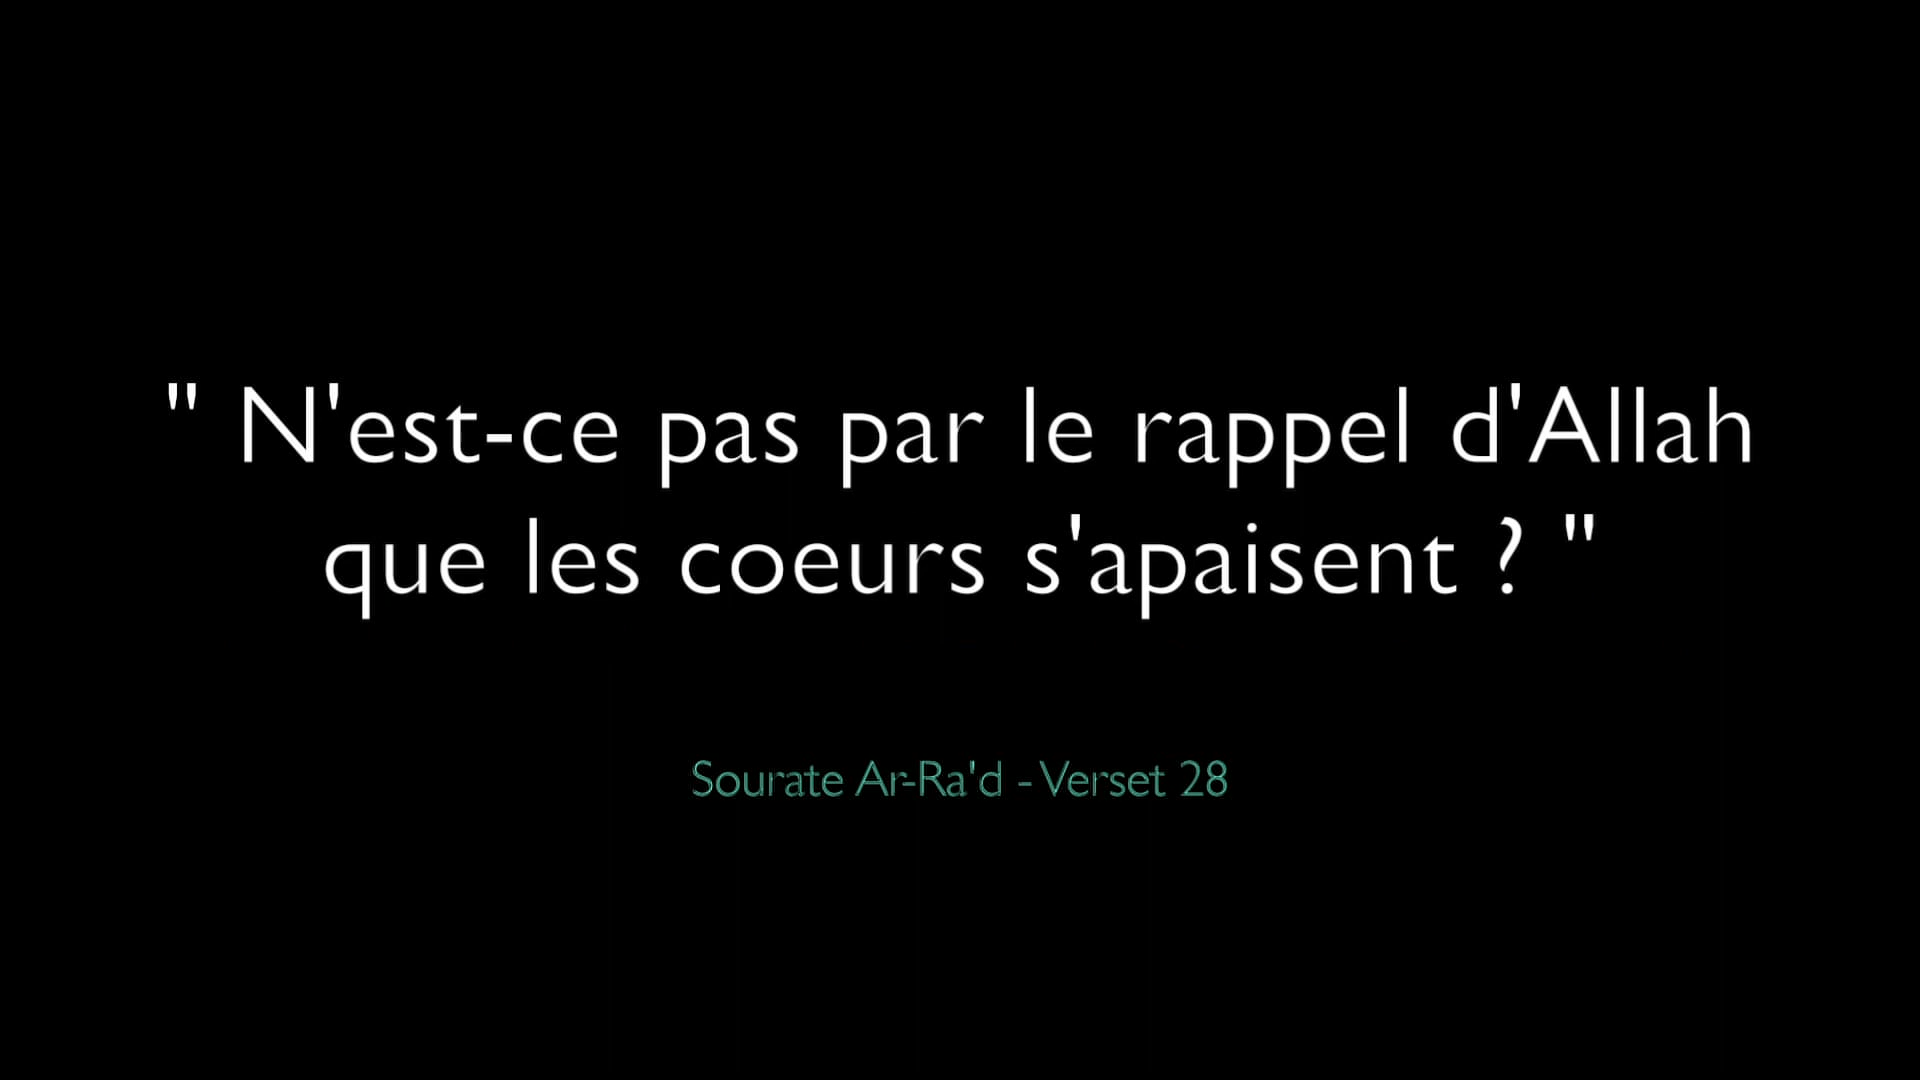 " N'est-ce pas par le rappel d'Allah
que les coeurs s'apaisent ? "
Sourate Ar-Ra'd - Verset 28